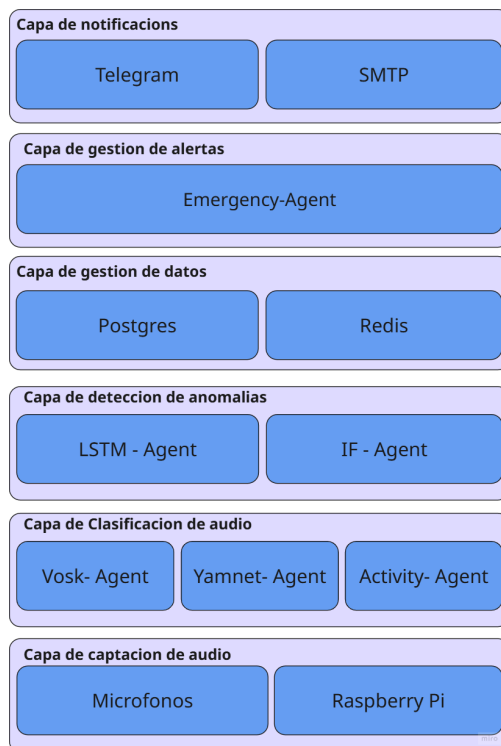 Capa de notificacions
Telegram
SMTP
Capa de gestion de alertas
Emergency-Agent
Capa de gestion de datos
Postgres
Redis
Capa de deteccion de anomalias
LSTM - Agent
IF - Agent
Capa de Clasificacion de audio
Vosk- Agent
Yamnet- Agent
Activity- Agent
Capa de captacion de audio
Microfonos
Raspberry Pi
miro